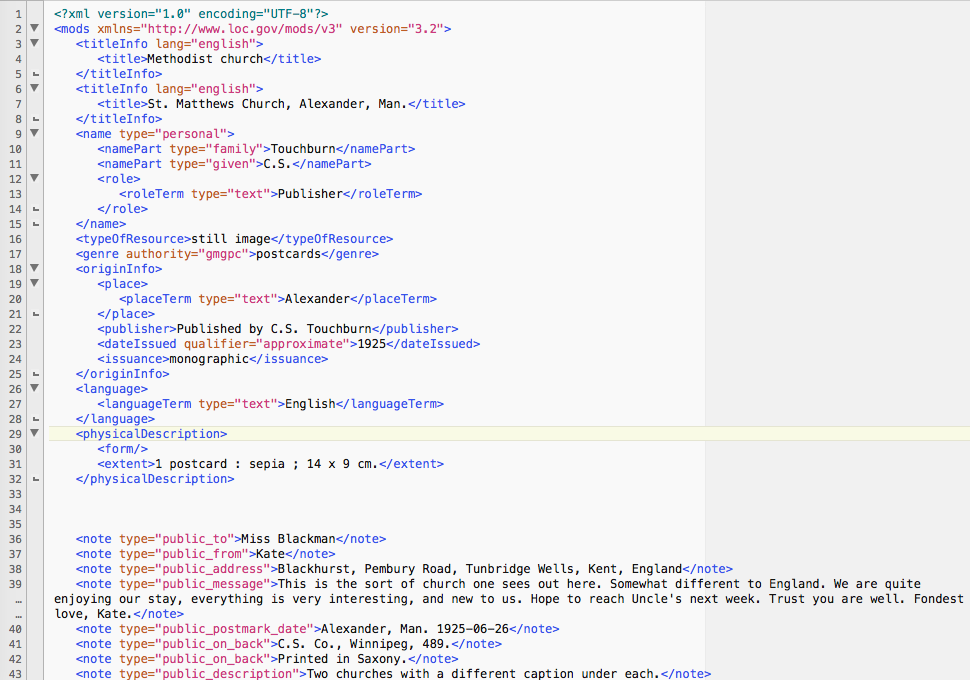 1 <?xml version="1.0" encoding="UTF-8"?>
2 <mods xmlns="http://www.loc.gov/mods/v3" version="3.2">
3 <titleInfo lang="english">
4 <title>Methodist church</title>
5 </titleInfo>
6 <titleInfo lang="english">
7 <title>St. Matthews Church, Alexander, Man.</title>
8 </titleInfo>
9 <name type="personal">
10 <namePart type="family">Touchburn</namePart>
11 <namePart type="given">C.S.</namePart>
12 <role>
13 <roleTerm type="text">Publisher</roleTerm>
14 </role>
15 </name>
16 <typeOfResource>still image</typeOfResource>
17 <genre authority="gmgpc">postcards</genre>
18 <originInfo>
19 <place>
20 <placeTerm type="text">Alexander</placeTerm>
21 </place>
22 <publisher>Published by C.S. Touchburn</publisher>
23 <dateIssued qualifier="approximate">1925</dateIssued>
24 <issuance>monographic</issuance>
25 </originInfo>
26 <language>
27 <languageTerm type="text">English</languageTerm>
28 </language>
29 <physicalDescription>
30 <form/>
31 <extent>1 postcard : sepia ; 14 x 9 cm.</extent>
32 </physicalDescription>
33
34
35
36 <note type="public_to">Miss Blackman</note>
37 <note type="public_from">Kate</note>
38 <note type="public_address">Blackhurst, Pembury Road, Tunbridge Wells, Kent, England</note>
39 <note type="public_message">This is the sort of church one sees out here. Somewhat different to England. We are quite
… enjoying our stay, everything is very interesting, and new to us. Hope to reach Uncle's next week. Trust you are well. Fondest
… love, Kate.</note>
40 <note type="public_postmark_date">Alexander, Man. 1925-06-26</note>
41 <note type="public_on_back">C.S. Co., Winnipeg, 489.</note>
42 <note type="public_on_back">Printed in Saxony.</note>
43 <note type="public_description">Two churches with a different caption under each.</note>